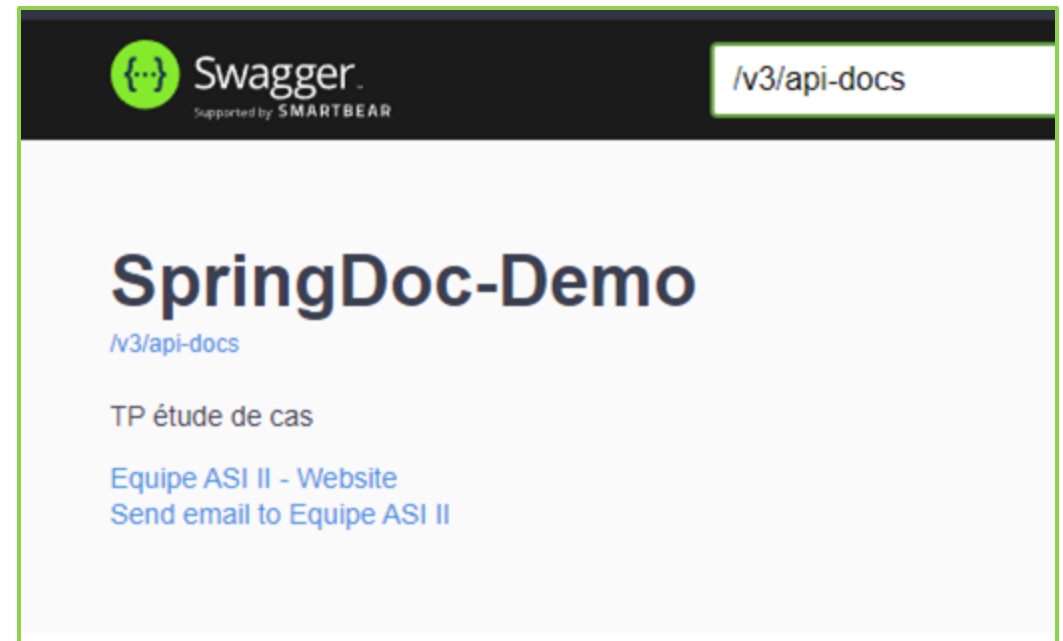 {···} Swagger™
Supported by SMARTBEAR
/v3/api-docs
SpringDoc-Demo
/v3/api-docs
TP étude de cas
Equipe ASI II - Website
Send email to Equipe ASI II